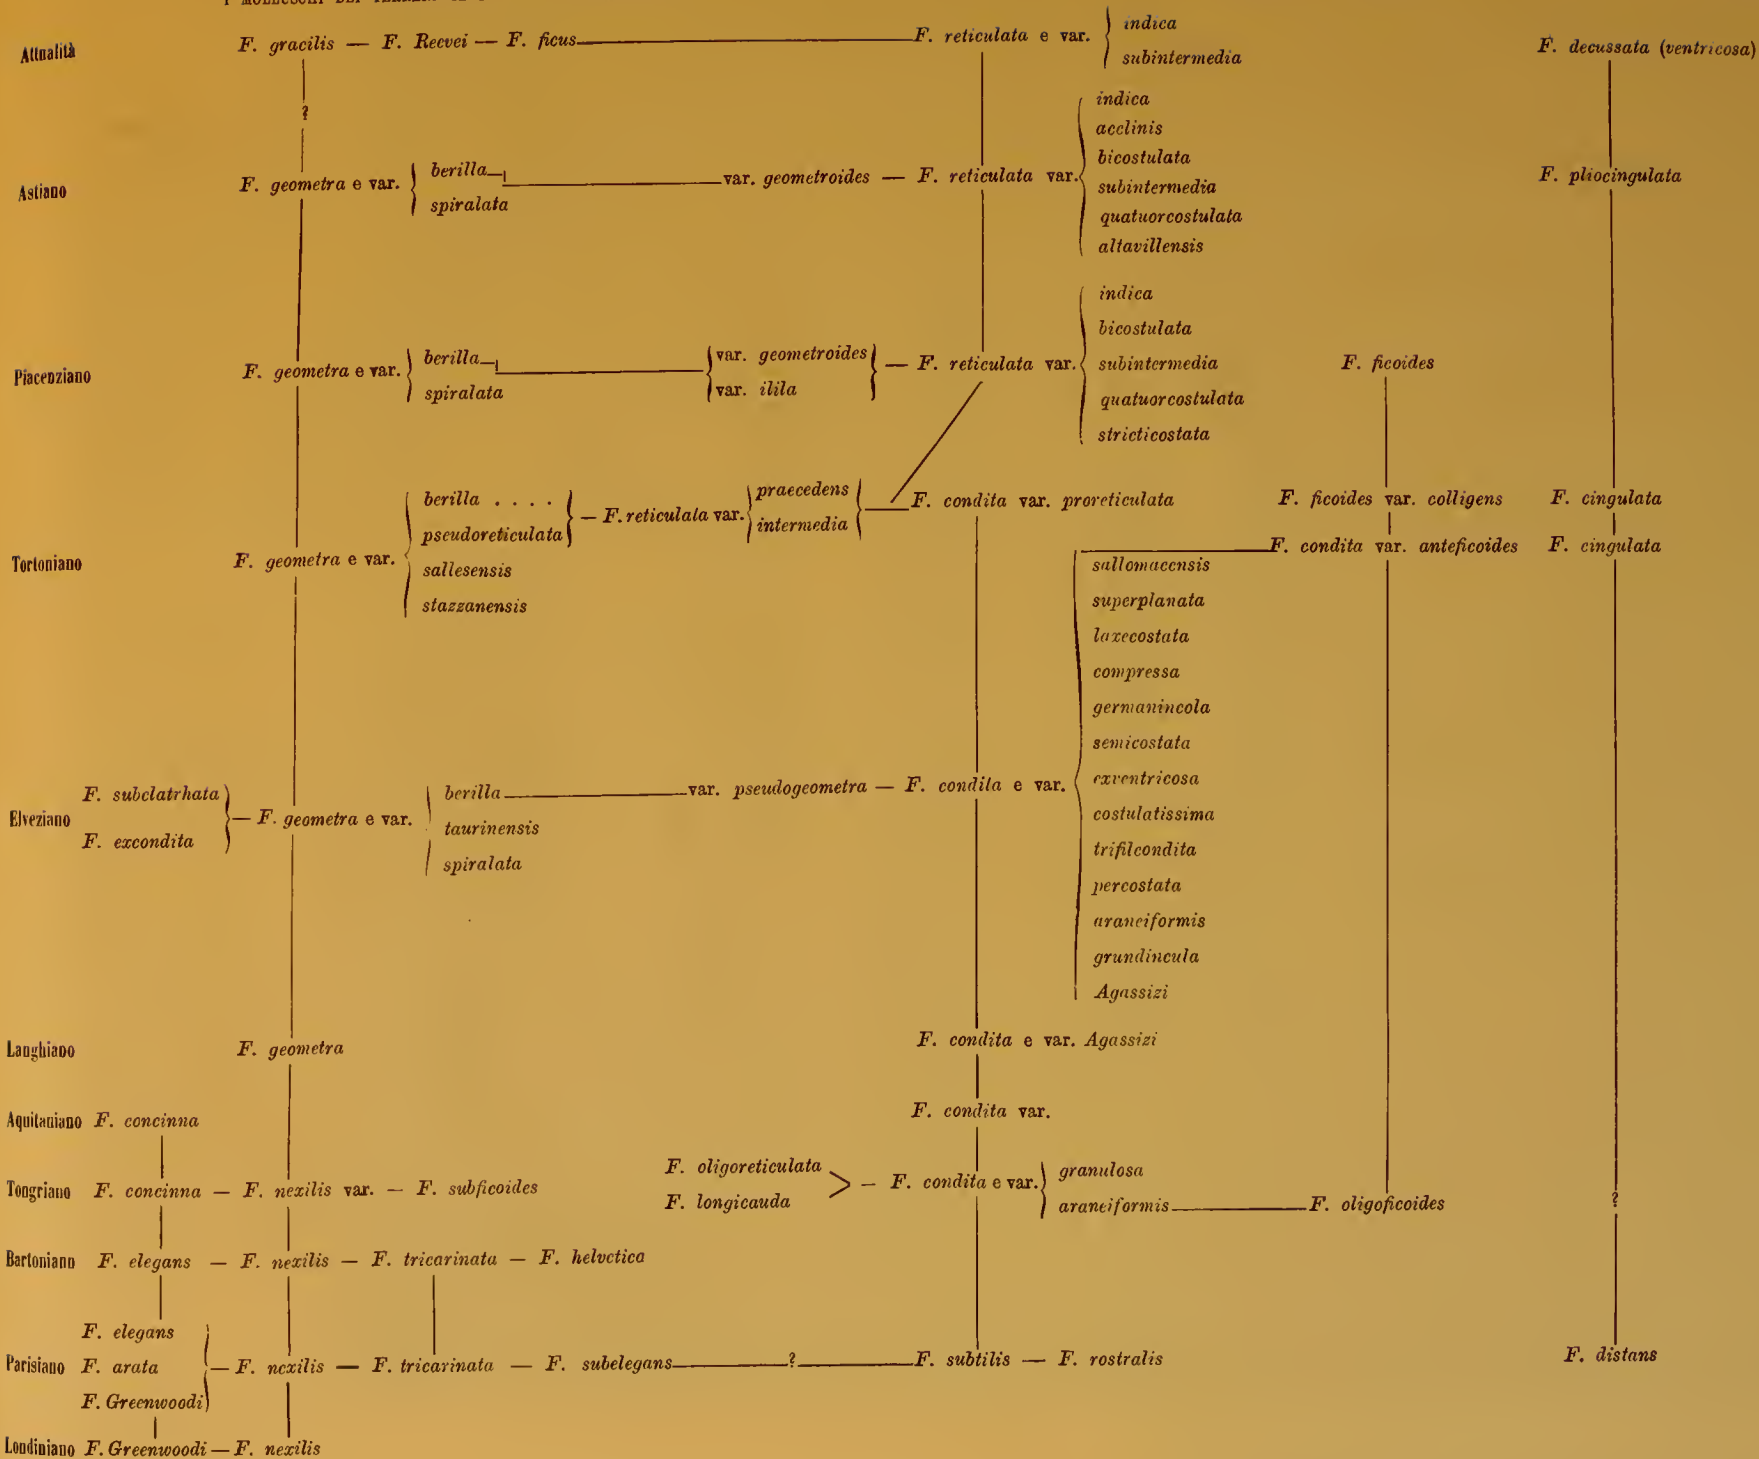 Attualità F. gracilis — F. Reevei — F. ficus — F. reticulata e var. indica
subintermedia
F. decussata (ventricosa)
?
Astiano F. geometra e var. berilla
spiralata
var. geometroides — F. reticulata var. indica
acclinis
bicostulata
subintermedia
quatuorcostulata
altavillensis
F. pliocingulata
Piacenziano F. geometra e var. berilla
spiralata
var. geometroides
var. ilila
— F. reticulata var. indica
bicostulata
subintermedia
quatuorcostulata
stricticostata
F. ficoides
Tortoniano F. geometra e var. berilla . . . .
pseudoreticulata
sallesensis
stazzanensis
— F. reticulata var. praecedens
intermedia
— F. condita var. proreticulata
F. ficoides var. colligens
F. cingulata
F. condita var. anteficoides
F. cingulata
Elveziano F. subclatrhata
F. excondita
— F. geometra e var. berilla
taurinensis
spiralata
var. pseudogeometra — F. condita e var. sallomacensis
superplanata
laxecostata
compressa
germanincola
semicostata
exventricosa
costulatissima
trifilcondita
percostata
araneiformis
grundincula
Agassizi
Langhiano F. geometra F. condita e var. Agassizi
Aquitaniano F. concinna F. condita var.
Tongriano F. concinna — F. nexilis var. — F. subficoides
F. oligoreticulata
F. longicauda
— F. condita e var. granulosa
araneiformis — F. oligoficoides
?
Bartoniano F. elegans — F. nexilis — F. tricarinata — F. helvetica
Parisiano F. elegans
F. arata
F. Greenwoodi
— F. nexilis — F. tricarinata — F. subelegans — ? — F. subtilis — F. rostralis
F. distans
Londiniano F. Greenwoodi — F. nexilis